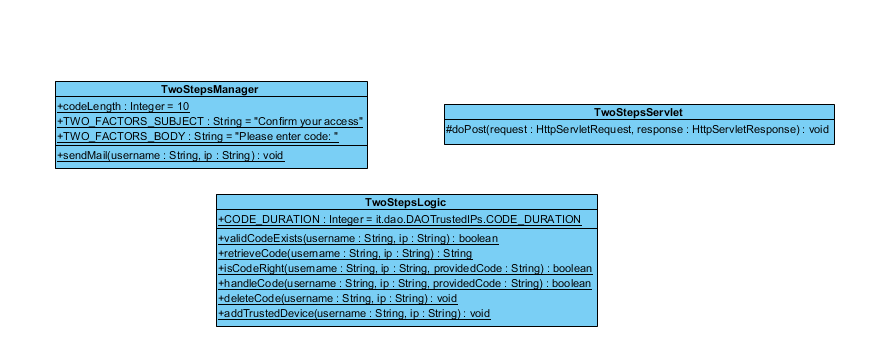 TwoStepsManager
+codeLength : Integer = 10
+TWO_FACTORS_SUBJECT : String = "Confirm your access"
+TWO_FACTORS_BODY : String = "Please enter code: "
+sendMail(username : String, ip : String) : void
TwoStepsServlet
#doPost(request : HttpServletRequest, response : HttpServletResponse) : void
TwoStepsLogic
+CODE_DURATION : Integer = it.dao.DAOTrustedIPs.CODE_DURATION
+validCodeExists(username : String, ip : String) : boolean
+retrieveCode(username : String, ip : String) : String
+isCodeRight(username : String, ip : String, providedCode : String) : boolean
+handleCode(username : String, ip : String, providedCode : String) : boolean
+deleteCode(username : String, ip : String) : void
+addTrustedDevice(username : String, ip : String) : void